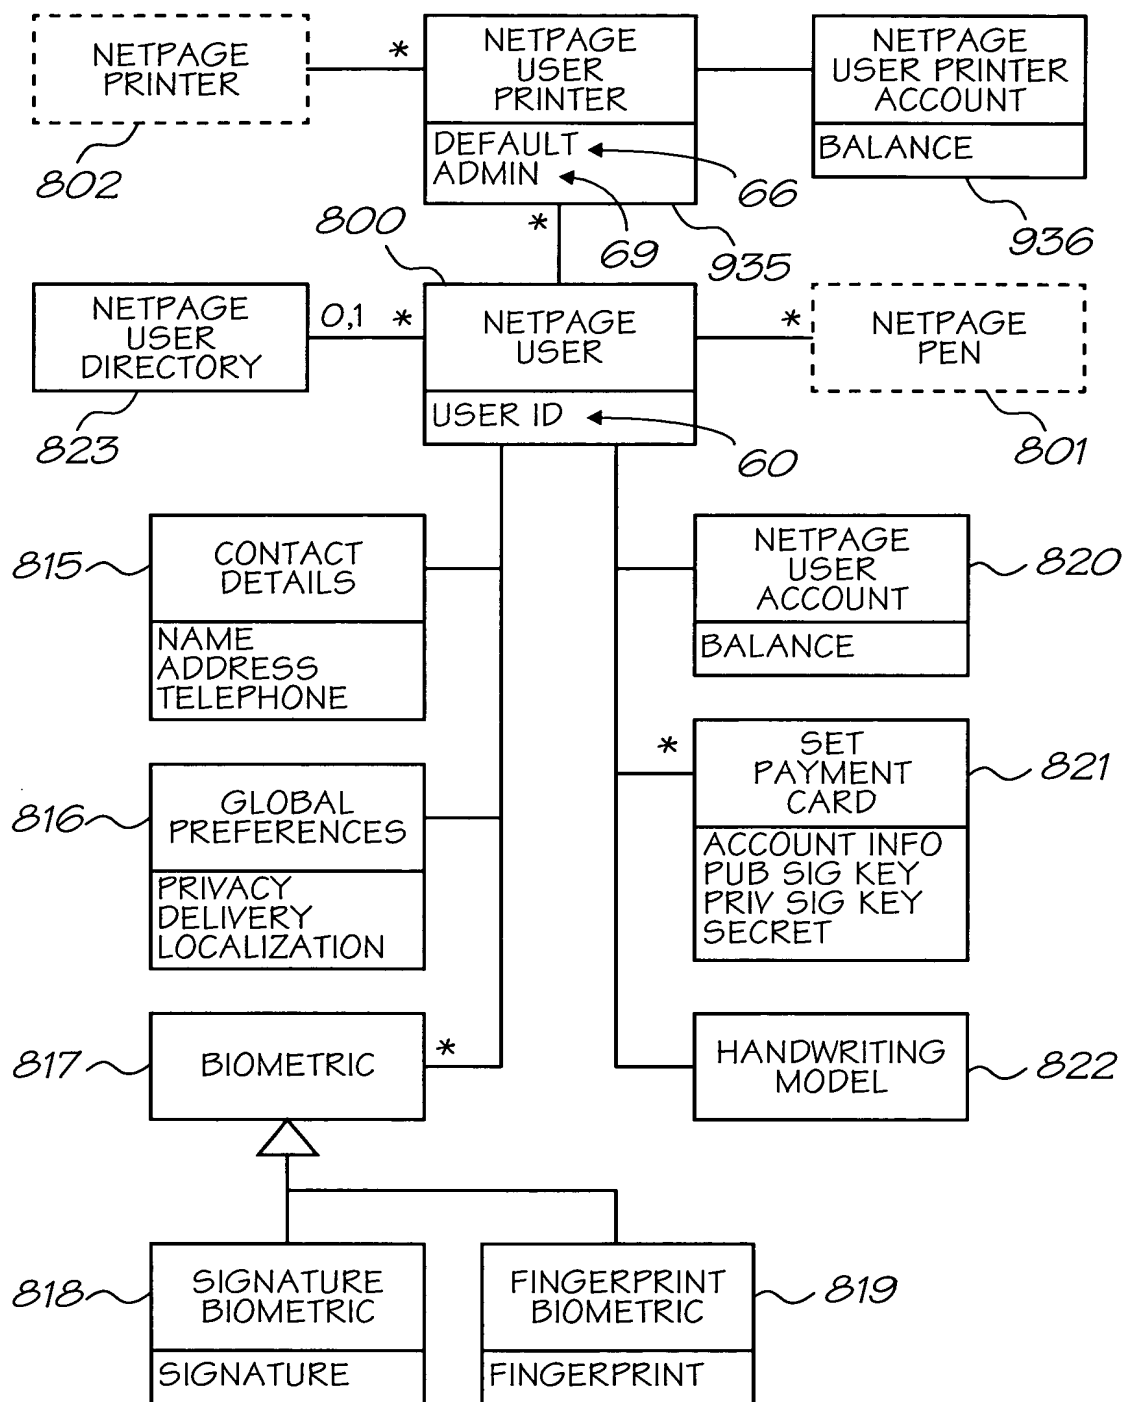 NETPAGE
PRINTER
802
*
NETPAGE
USER
PRINTER
DEFAULT
ADMIN
66
69
935
NETPAGE
USER PRINTER
ACCOUNT
BALANCE
936
*
800
NETPAGE
USER
DIRECTORY
823
0,1 *
NETPAGE
USER
USER ID
60
*
NETPAGE
PEN
801
815
CONTACT
DETAILS
NAME
ADDRESS
TELEPHONE
NETPAGE
USER
ACCOUNT
BALANCE
820
816
GLOBAL
PREFERENCES
PRIVACY
DELIVERY
LOCALIZATION
*
SET
PAYMENT
CARD
ACCOUNT INFO
PUB SIG KEY
PRIV SIG KEY
SECRET
821
817
BIOMETRIC
*
HANDWRITING
MODEL
822
818
SIGNATURE
BIOMETRIC
SIGNATURE
FINGERPRINT
BIOMETRIC
FINGERPRINT
819